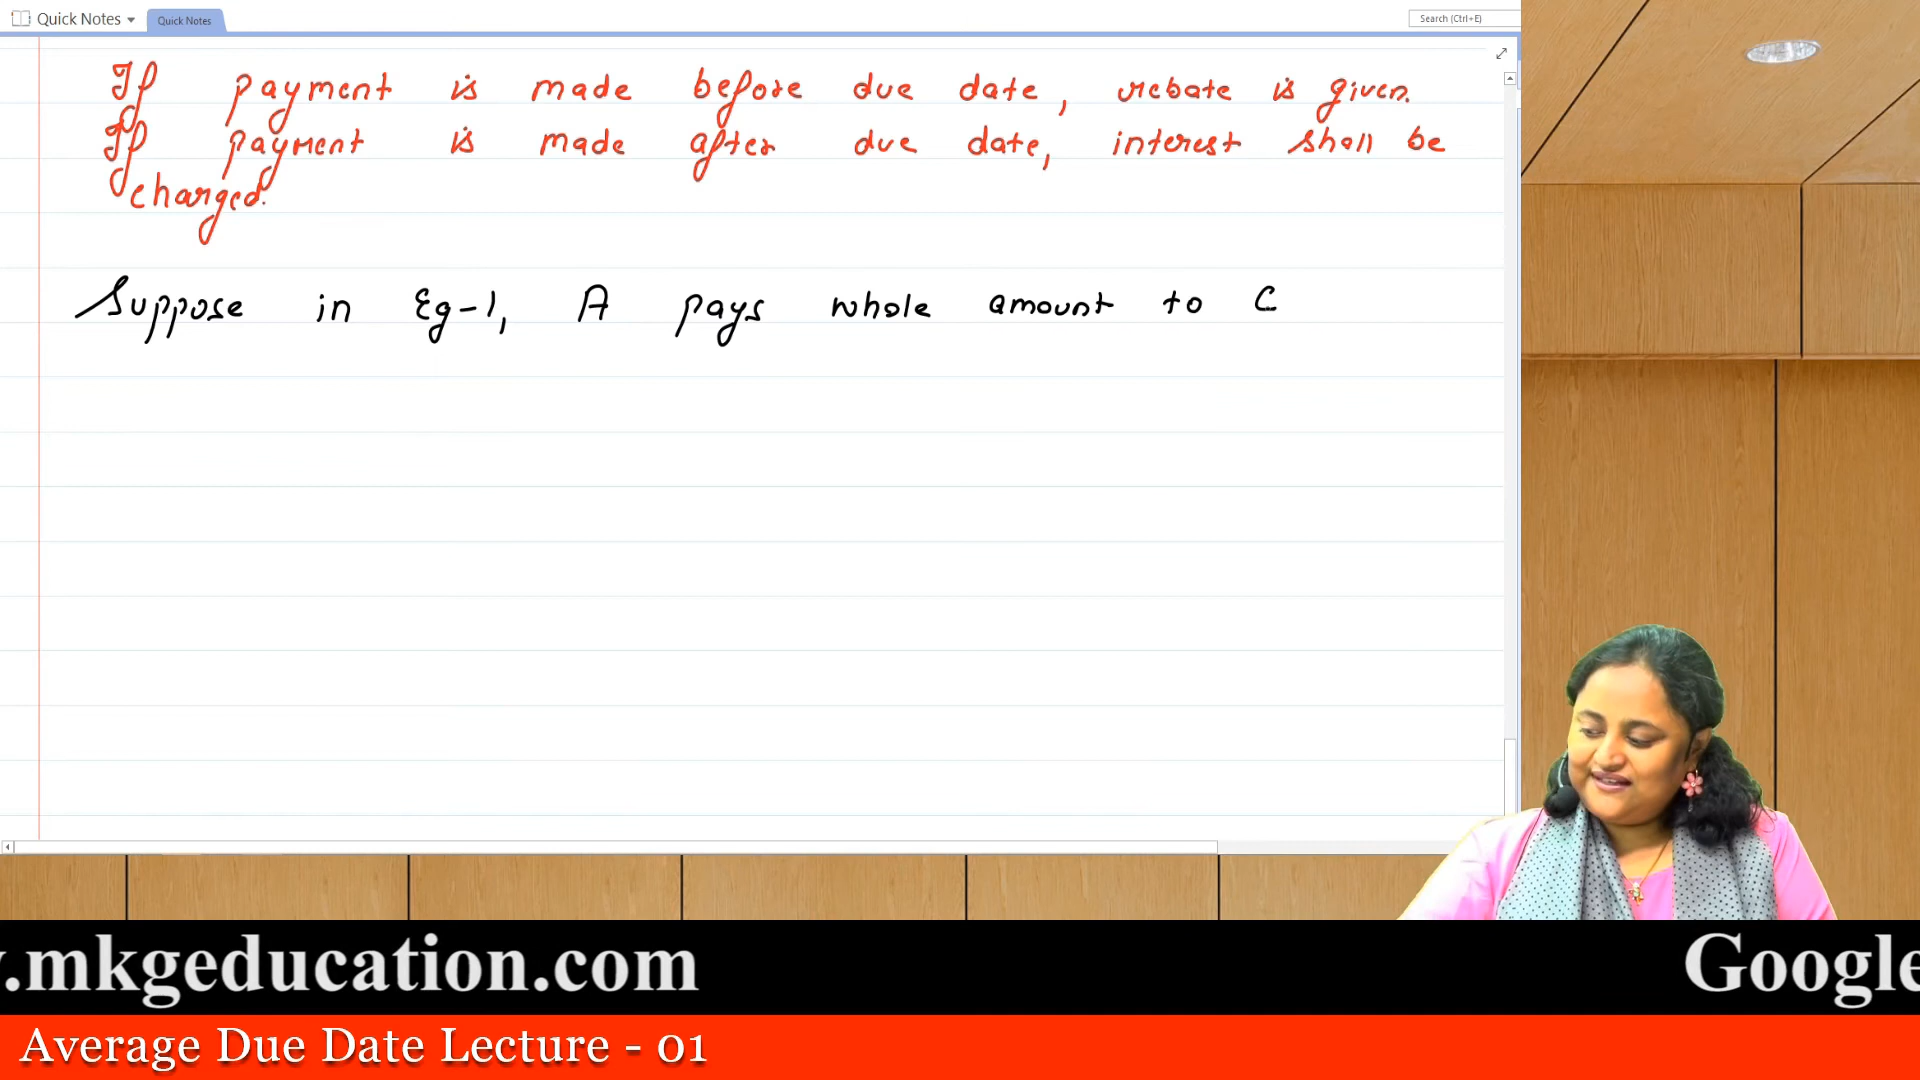 Quick Notes
Quick Notes
Search (Ctrl+E)
If payment is made before due date, rebate is given.
If payment is made after due date, interest shall be
charged.
Suppose in Eg-1, A pays whole amount to C
.mkgeducation.com
Google
Average Due Date Lecture - 01